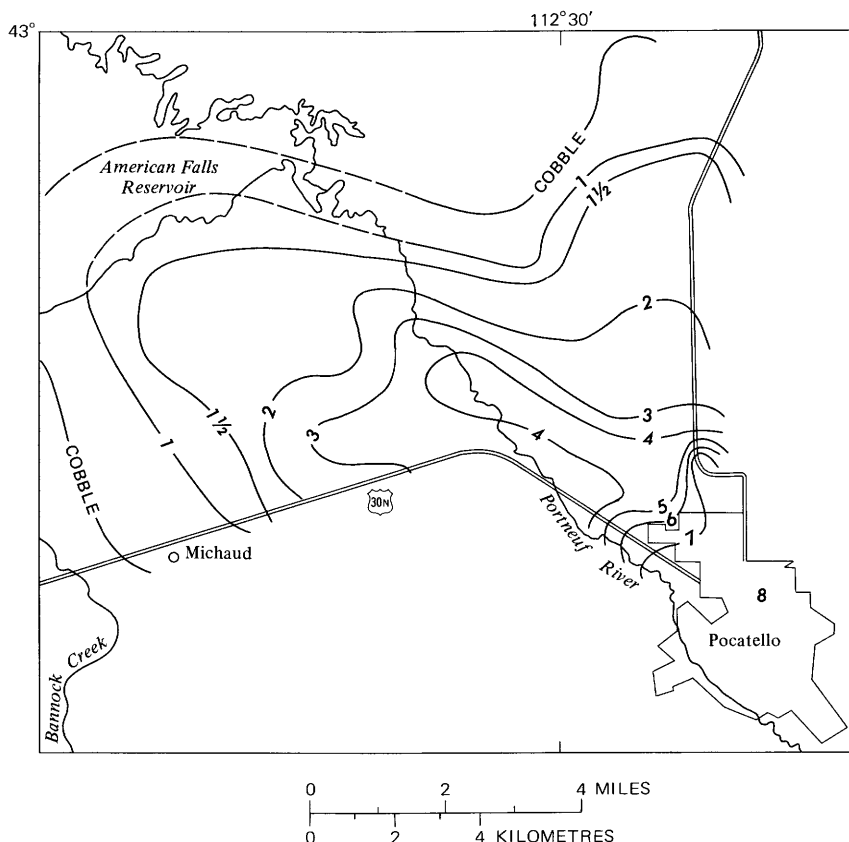 43°
112°30'
American Falls
Reservoir
COBBLE
1
1½
2
3
4
2
3
4
1½
1
COBBLE
30N
Michaud
Portneuf
River
5
6
7
8
Pocatello
Bannock
Creek
0 2 4 MILES
0 2 4 KILOMETRES